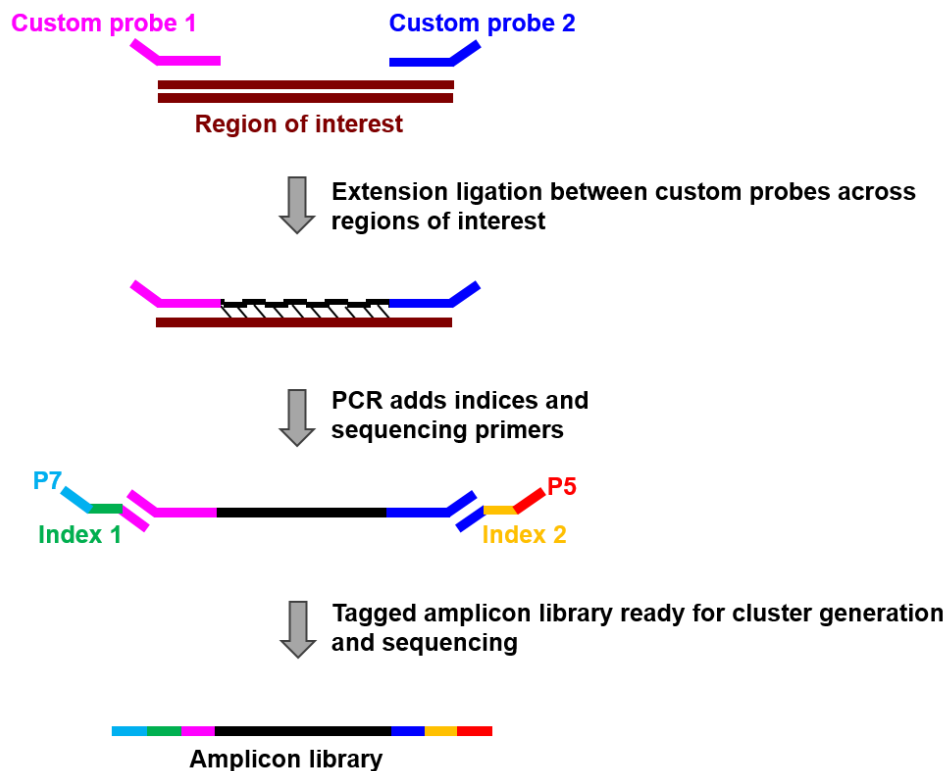 Custom probe 1
Custom probe 2
Region of interest
Extension ligation between custom probes across
regions of interest
PCR adds indices and
sequencing primers
P7
P5
Index 1
Index 2
Tagged amplicon library ready for cluster generation
and sequencing
Amplicon library